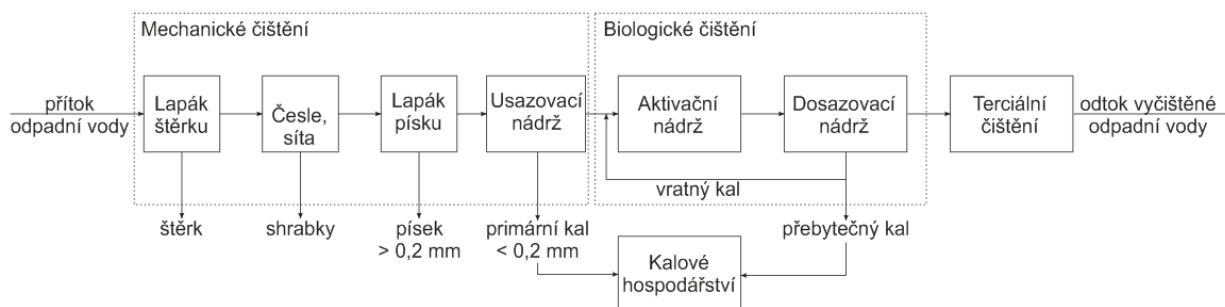 Mechanické čištění
Biologické čištění
přítok
odpadní vody
Lapák
štěrku
Česle,
síta
Lapák
písku
Usazovací
nádrž
Aktivační
nádrž
Dosazovací
nádrž
Terciální
čištění
odtok vyčištěné
odpadní vody
vratný kal
štěrk
shrabky
písek
> 0,2 mm
primární kal
< 0,2 mm
přebytečný kal
Kalové
hospodářství